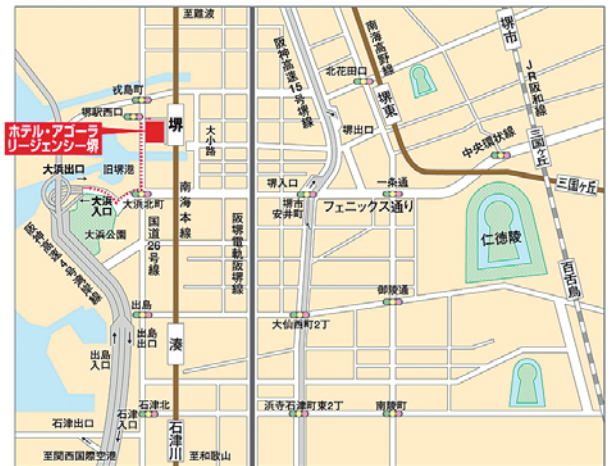 至難波
阪神高速15号堺線
南海高野線
堺市
戎島町
北花田口
JR阪和線
堺駅西口
堺
堺東
ホテル・アゴーラ
リージェンシー堺
大小路
堺出口
中央環状線
三国ヶ丘
大浜出口
旧堺港
三国ヶ丘
大浜
入口
大浜北町
南海本線
堺入口
一条通
堺市
安井町
フェニックス通り
大浜公園
国道26号線
阪堺電軌阪堺線
仁徳陵
阪神高速4号湾岸線
百舌鳥
御陵通
出島
大仙西町2丁
出島
出口
湊
出島
入口
石津北
浜寺石津町東2丁
南陵町
石津出口
石津
入口
石津川
至関西国際空港
至和歌山